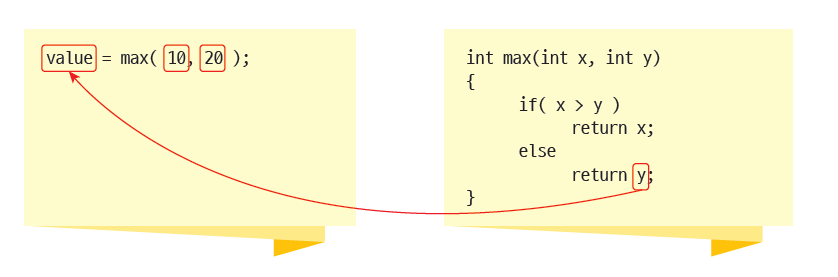 value = max( 10, 20 );
int max(int x, int y)
{
if( x > y )
return x;
else
return y;
}